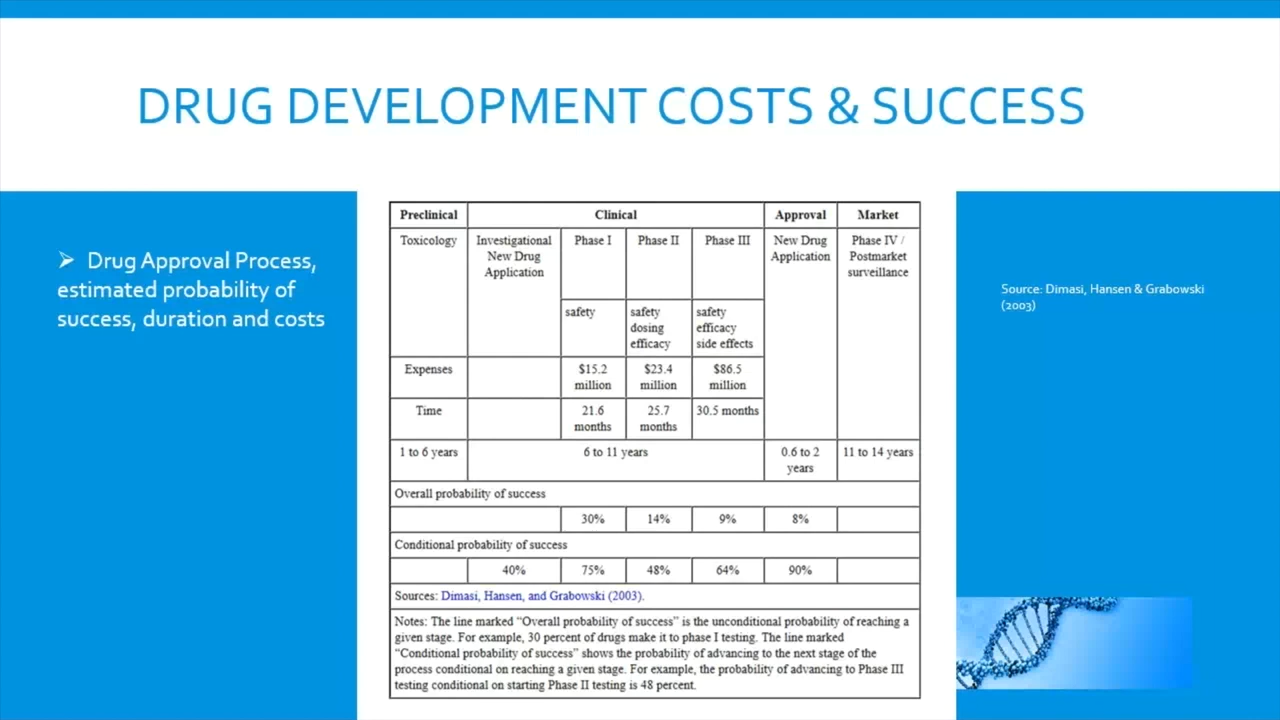 DRUG DEVELOPMENT COSTS & SUCCESS
➢ Drug Approval Process,
estimated probability of
success, duration and costs
Preclinical Clinical Approval Market
Toxicology Investigational New Drug Application Phase I Phase II Phase III New Drug Application Phase IV / Postmarket surveillance
safety safety dosing efficacy safety efficacy side effects
Expenses $15.2 million $23.4 million $86.5 million
Time 21.6 months 25.7 months 30.5 months
1 to 6 years 6 to 11 years 0.6 to 2 years 11 to 14 years
Overall probability of success
30% 14% 9% 8%
Conditional probability of success
40% 75% 48% 64% 90%
Sources: Dimasi, Hansen, and Grabowski (2003).
Notes: The line marked “Overall probability of success” is the unconditional probability of reaching a
given stage. For example, 30 percent of drugs make it to phase I testing. The line marked
“Conditional probability of success” shows the probability of advancing to the next stage of the
process conditional on reaching a given stage. For example, the probability of advancing to Phase III
testing conditional on starting Phase II testing is 48 percent.
Source: Dimasi, Hansen & Grabowski
(2003)